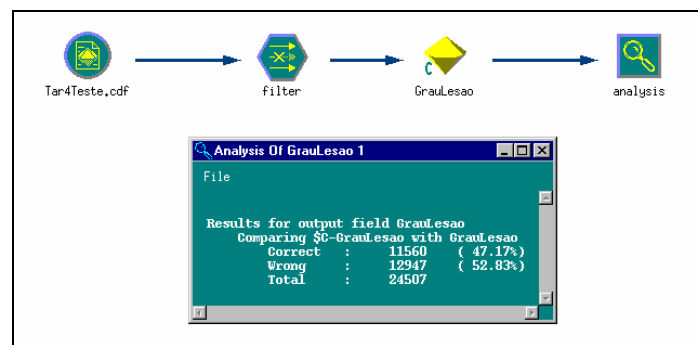 Tar4Teste.cdf filter C GrauLesao analysis
Analysis Of GrauLesao 1
File
Results for output field GrauLesao
Comparing $C-GrauLesao with GrauLesao
Correct : 11560 ( 47.17%)
Wrong : 12947 ( 52.83%)
Total : 24507